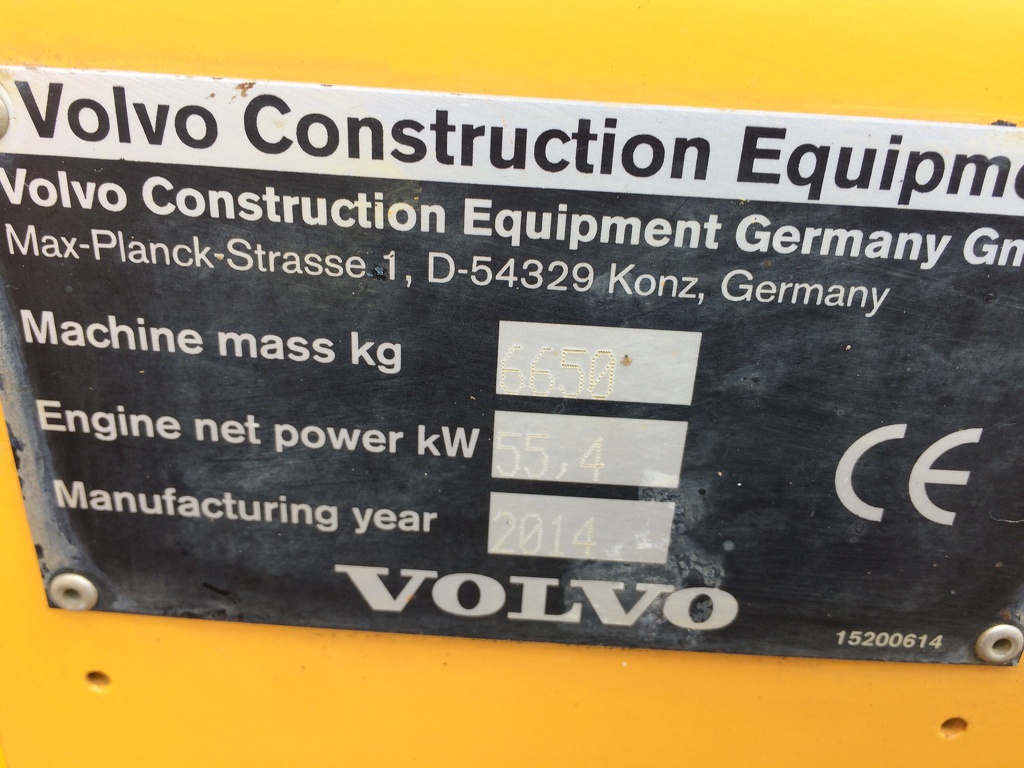 Volvo Construction Equipme
Volvo Construction Equipment Germany Gm
Max-Planck-Strasse 1, D-54329 Konz, Germany
Machine mass kg 6650
Engine net power kW 55,4
Manufacturing year 2014
VOLVO
CE
15200614